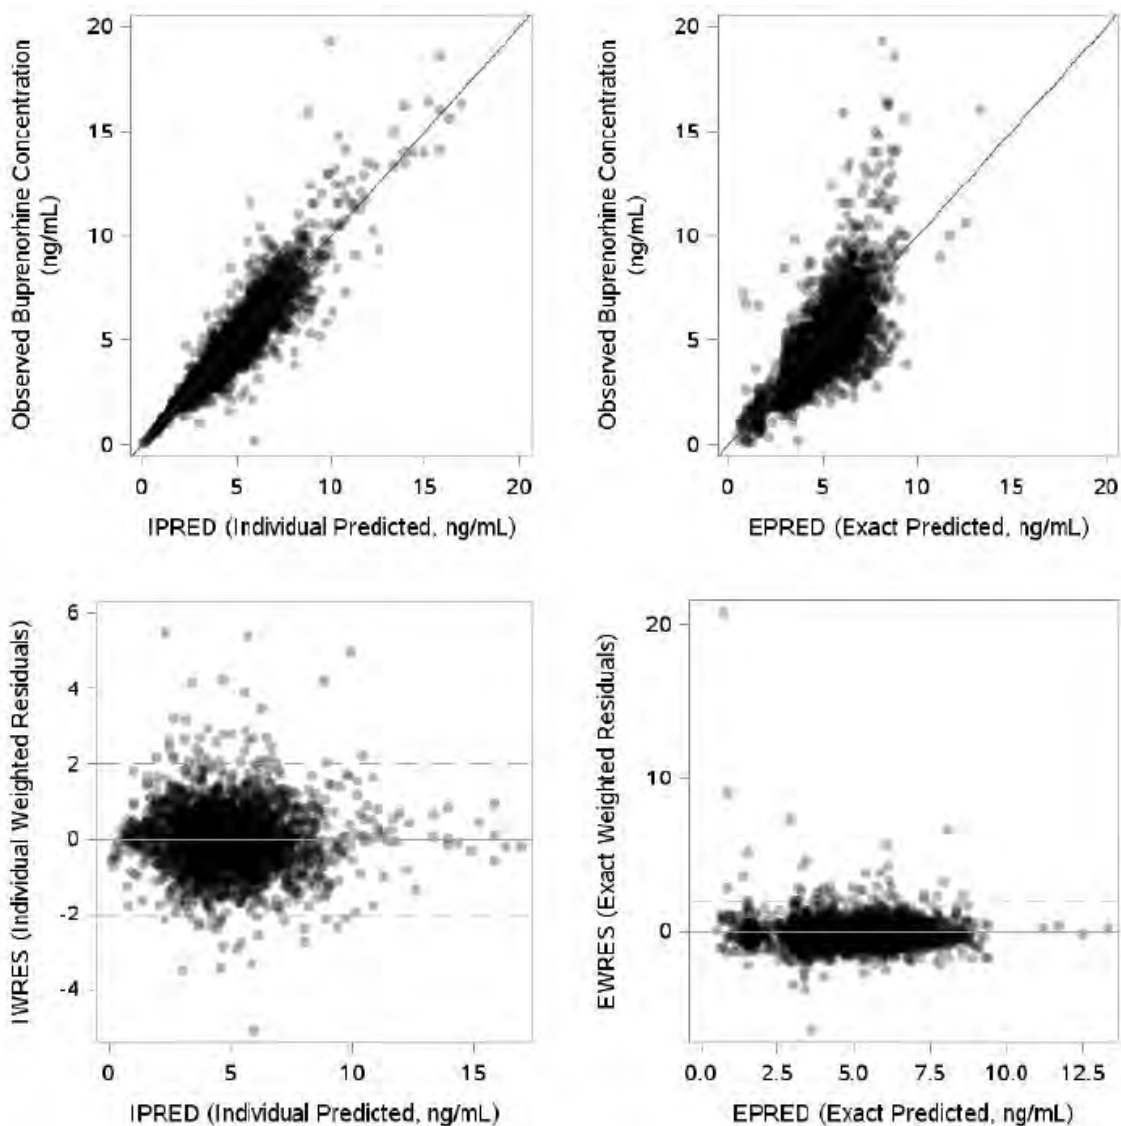 Observed Buprenorhine Concentration
(ng/mL)
20
15
10
5
0
0 5 10 15 20
IPRED (Individual Predicted, ng/mL)
Observed Buprenorhine Concentration
(ng/mL)
20
15
10
5
0
0 5 10 15 20
EPRED (Exact Predicted, ng/mL)
IWRES (Individual Weighted Residuals)
6
4
2
0
-2
-4
0 5 10 15
IPRED (Individual Predicted, ng/mL)
EWRES (Exact Weighted Residuals)
20
10
0
0.0 2.5 5.0 7.5 10.0 12.5
EPRED (Exact Predicted, ng/mL)